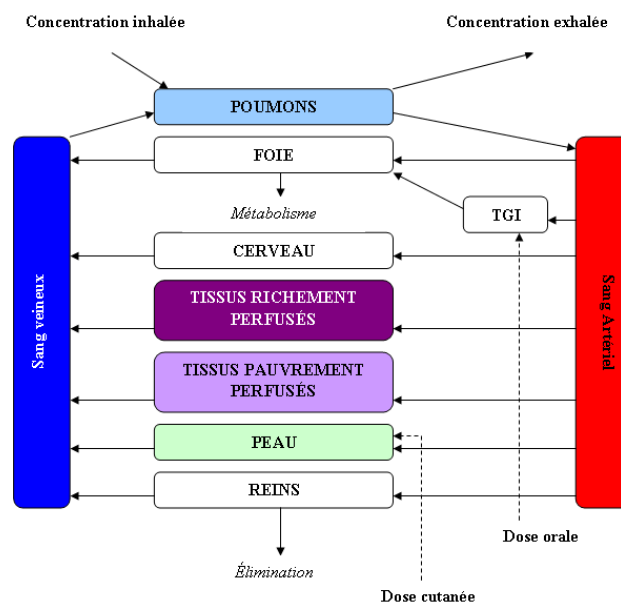 Concentration inhalée
Concentration exhalée
POUMONS
FOIE
Métabolisme
TGI
CERVEAU
TISSUS RICHEMENT
PERFUSÉS
Sang veineux
Sang Artériel
TISSUS PAUVREMENT
PERFUSÉS
PEAU
REINS
Dose orale
Élimination
Dose cutanée